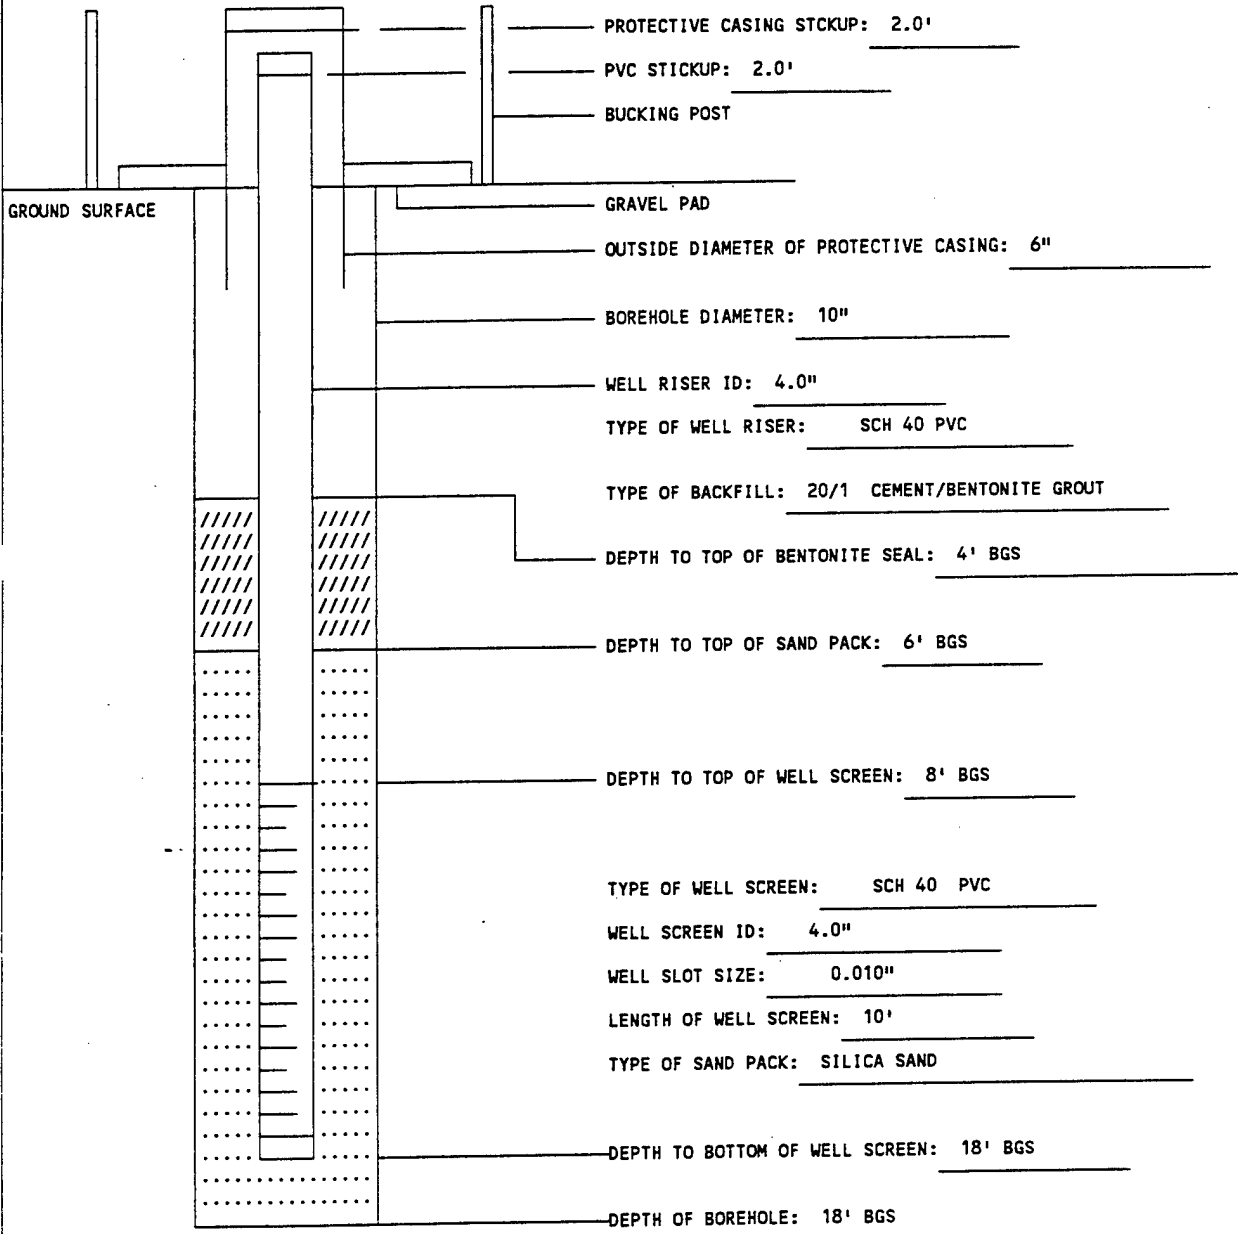 PROTECTIVE CASING STCKUP: 2.0'
PVC STICKUP: 2.0'
BUCKING POST
GROUND SURFACE
GRAVEL PAD
OUTSIDE DIAMETER OF PROTECTIVE CASING: 6"
BOREHOLE DIAMETER: 10"
WELL RISER ID: 4.0"
TYPE OF WELL RISER: SCH 40 PVC
TYPE OF BACKFILL: 20/1 CEMENT/BENTONITE GROUT
DEPTH TO TOP OF BENTONITE SEAL: 4' BGS
DEPTH TO TOP OF SAND PACK: 6' BGS
DEPTH TO TOP OF WELL SCREEN: 8' BGS
TYPE OF WELL SCREEN: SCH 40 PVC
WELL SCREEN ID: 4.0"
WELL SLOT SIZE: 0.010"
LENGTH OF WELL SCREEN: 10'
TYPE OF SAND PACK: SILICA SAND
DEPTH TO BOTTOM OF WELL SCREEN: 18' BGS
DEPTH OF BOREHOLE: 18' BGS